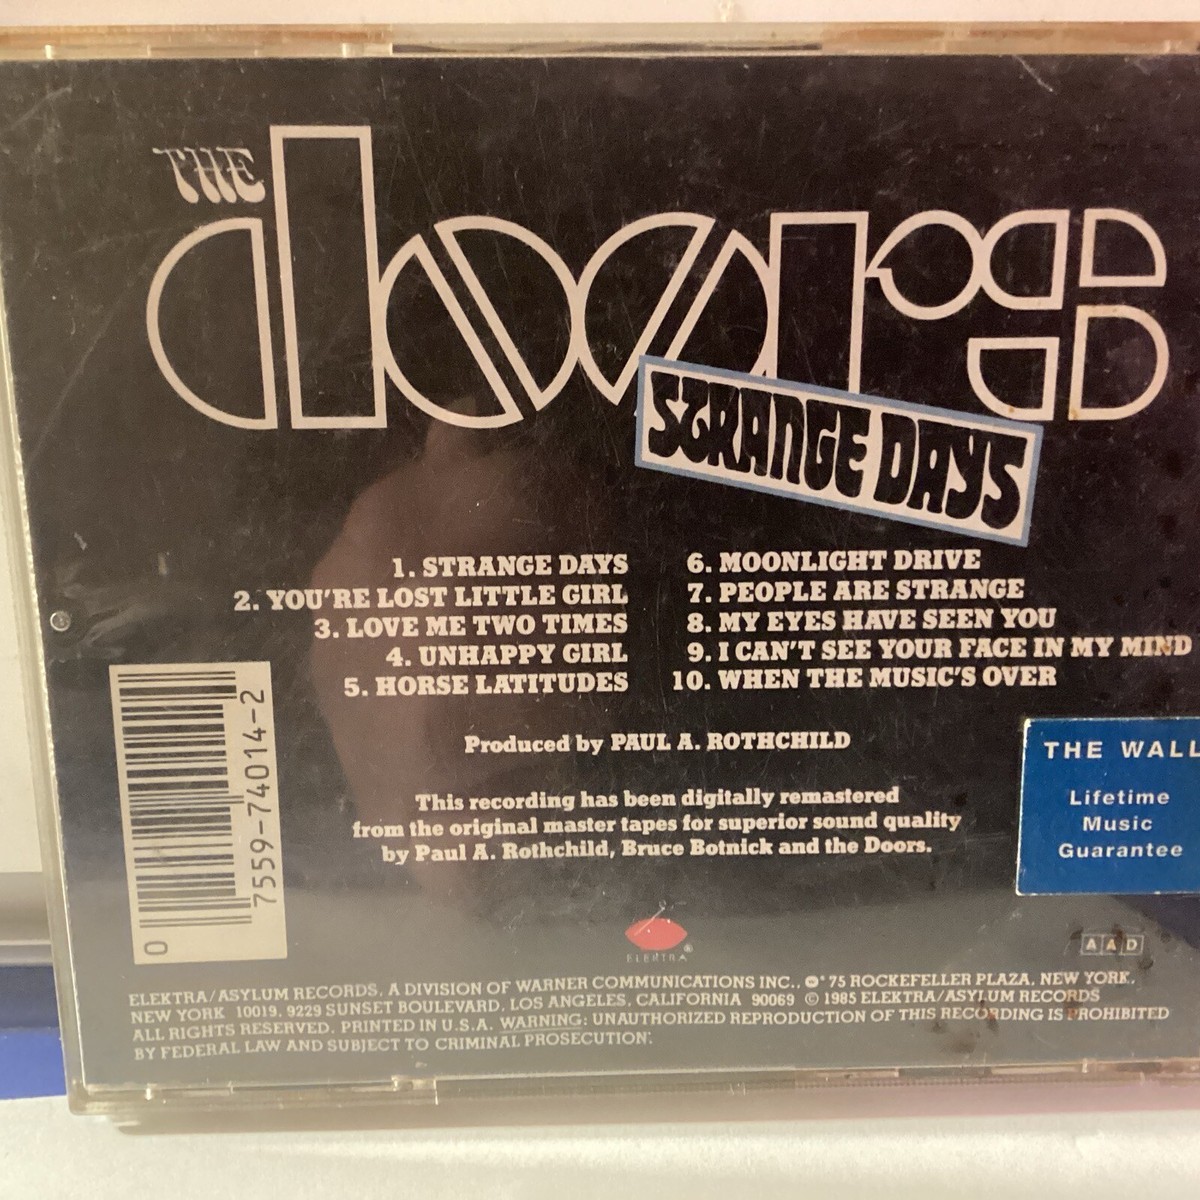 THE
doors
STRANGE DAYS
1. STRANGE DAYS
2. YOU'RE LOST LITTLE GIRL
3. LOVE ME TWO TIMES
4. UNHAPPY GIRL
5. HORSE LATITUDES
6. MOONLIGHT DRIVE
7. PEOPLE ARE STRANGE
8. MY EYES HAVE SEEN YOU
9. I CAN'T SEE YOUR FACE IN MY MIND
10. WHEN THE MUSIC'S OVER
Produced by PAUL A. ROTHCHILD
This recording has been digitally remastered
from the original master tapes for superior sound quality
by Paul A. Rothchild, Bruce Botnick and the Doors.
0 7559-74014-2
THE WALL
Lifetime
Music
Guarantee
ELEKTRA®
AAD
ELEKTRA/ASYLUM RECORDS, A DIVISION OF WARNER COMMUNICATIONS INC., 75 ROCKEFELLER PLAZA, NEW YORK,
NEW YORK 10019. 9229 SUNSET BOULEVARD, LOS ANGELES, CALIFORNIA 90069 © 1985 ELEKTRA/ASYLUM RECORDS
ALL RIGHTS RESERVED. PRINTED IN U.S.A. WARNING: UNAUTHORIZED REPRODUCTION OF THIS RECORDING IS PROHIBITED
BY FEDERAL LAW AND SUBJECT TO CRIMINAL PROSECUTION.